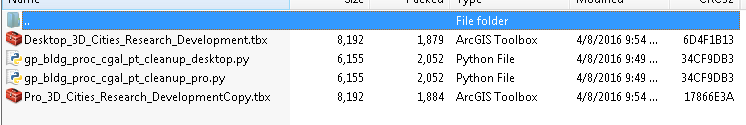 Name Size Packed Type Modified CRC32
.. File folder
Desktop_3D_Cities_Research_Development.tbx 8,192 1,879 ArcGIS Toolbox 4/8/2016 9:54 ... 6D4F1B13
gp_bldg_proc_cgal_pt_cleanup_desktop.py 6,155 2,052 Python File 4/8/2016 9:49 ... 34CF9DB3
gp_bldg_proc_cgal_pt_cleanup_pro.py 6,155 2,052 Python File 4/8/2016 9:49 ... 34CF9DB3
Pro_3D_Cities_Research_DevelopmentCopy.tbx 8,192 1,884 ArcGIS Toolbox 4/8/2016 9:54 ... 17866E3A